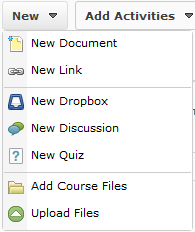 New
Add Activities
New Document
New Link
New Dropbox
New Discussion
New Quiz
Add Course Files
Upload Files